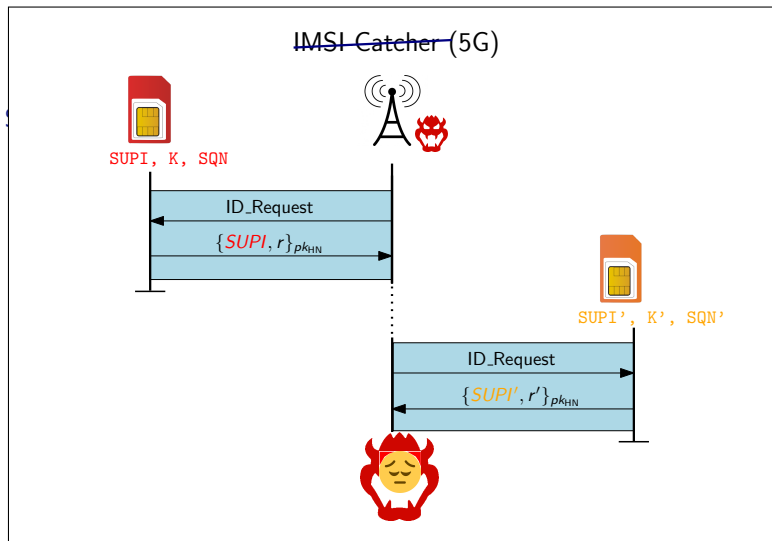 IMSI Catcher (5G)
SUPI, K, SQN
ID_Request
{SUPI, r}pkHN
SUPI', K', SQN'
ID_Request
{SUPI', r'}pkHN